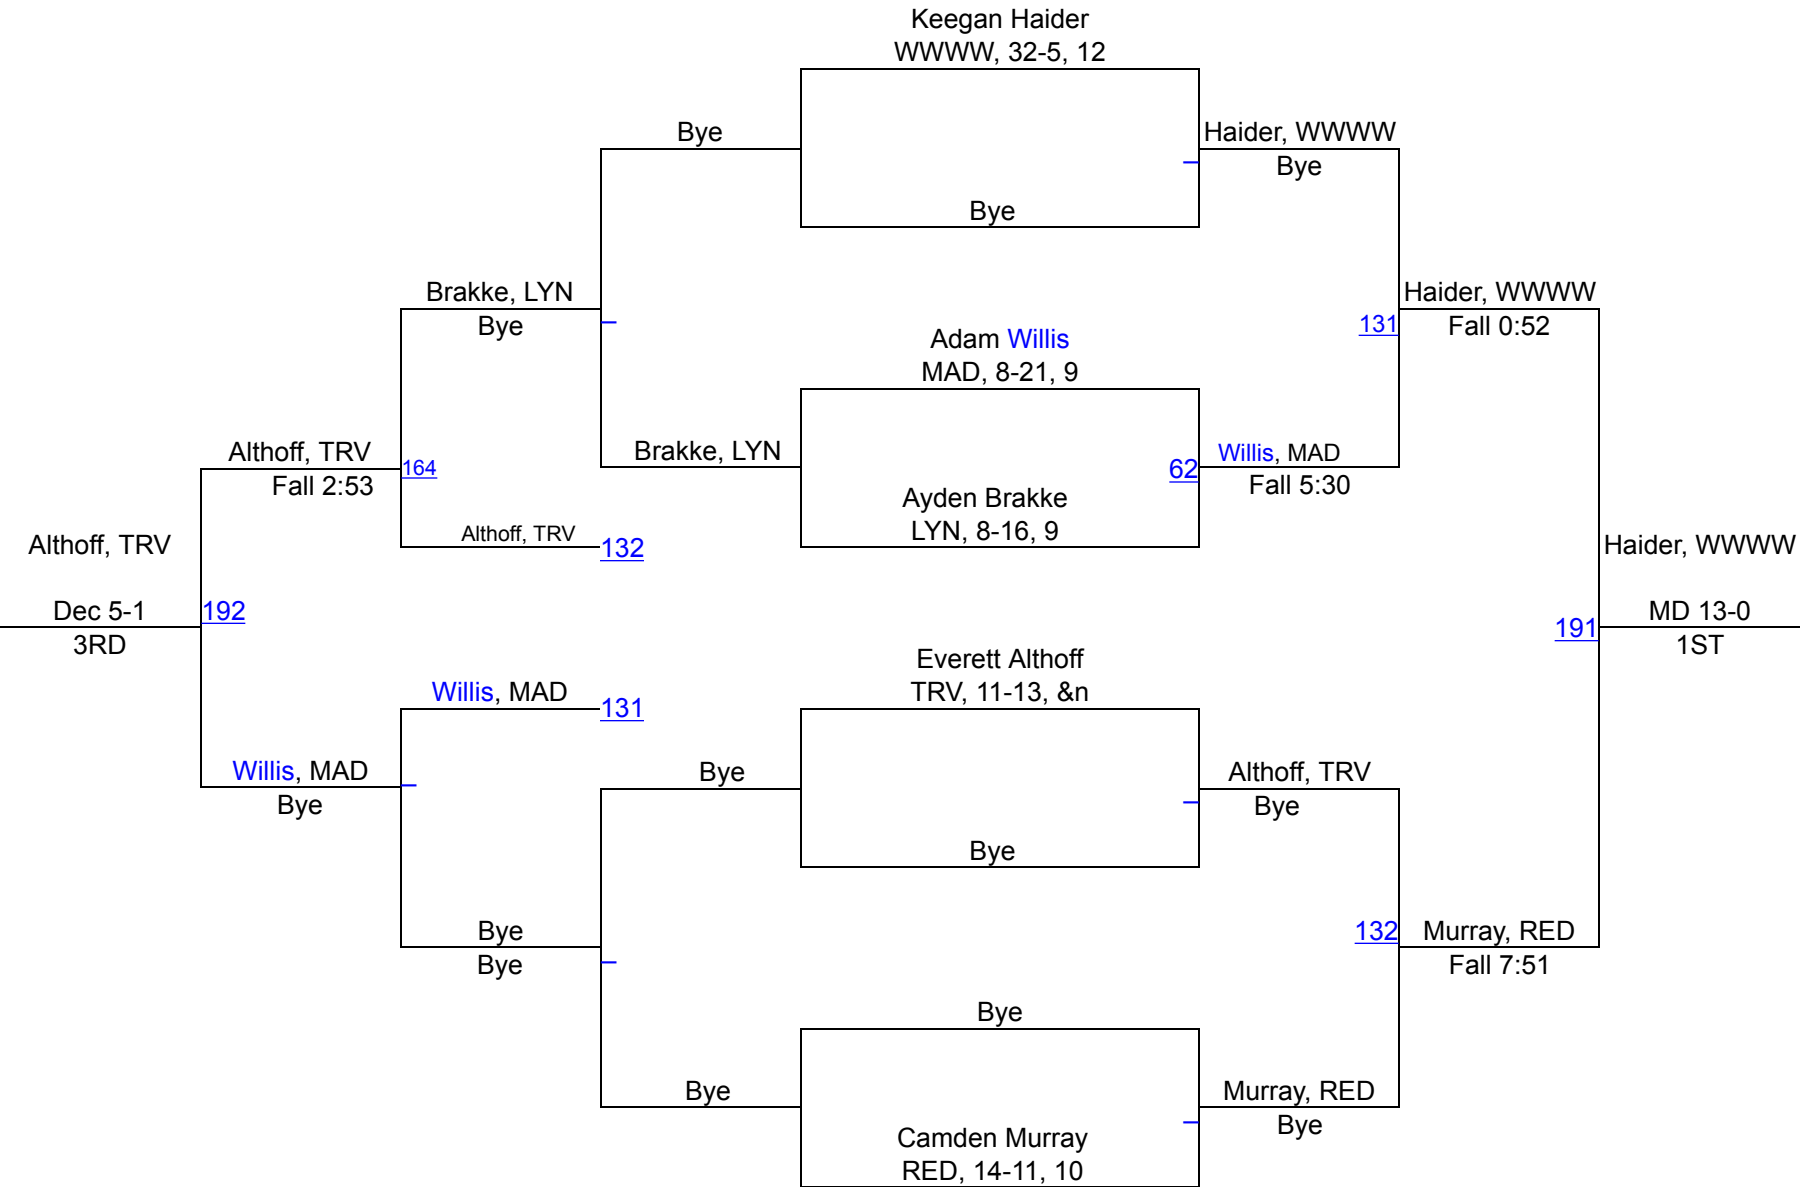 Keegan Haider
WWWW, 32-5, 12
Bye
Haider, WWWW
Bye
Bye
Brakke, LYN
Bye
Haider, WWWW
131
Fall 0:52
Adam Willis
MAD, 8-21, 9
Althoff, TRV
Fall 2:53
164
Brakke, LYN
62
Willis, MAD
Fall 5:30
Ayden Brakke
LYN, 8-16, 9
Althoff, TRV
132
Althoff, TRV
Haider, WWWW
Dec 5-1
192
3RD
191
MD 13-0
1ST
Everett Althoff
TRV, 11-13, &n
Willis, MAD
131
Willis, MAD
Bye
Bye
Althoff, TRV
Bye
Bye
Bye
Bye
132
Murray, RED
Fall 7:51
Bye
Bye
Murray, RED
Bye
Camden Murray
RED, 14-11, 10